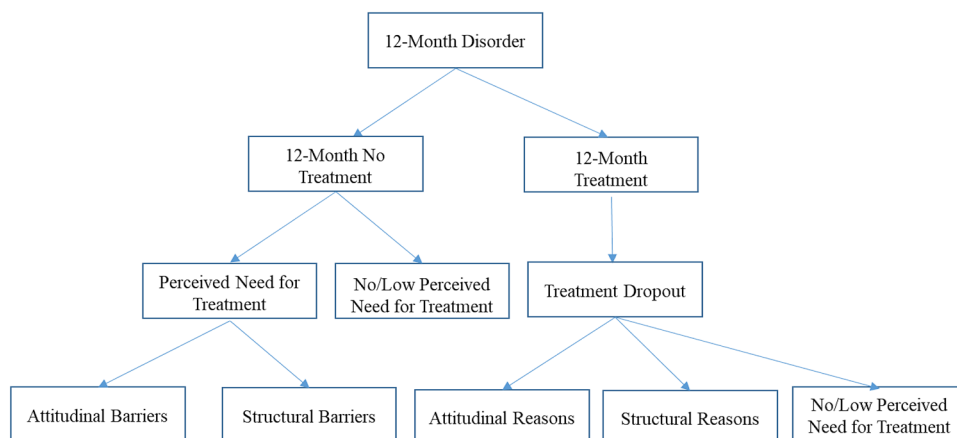 12-Month Disorder
12-Month No
Treatment
12-Month
Treatment
Perceived Need for
Treatment
No/Low Perceived
Need for Treatment
Treatment Dropout
Attitudinal Barriers
Structural Barriers
Attitudinal Reasons
Structural Reasons
No/Low Perceived
Need for Treatment